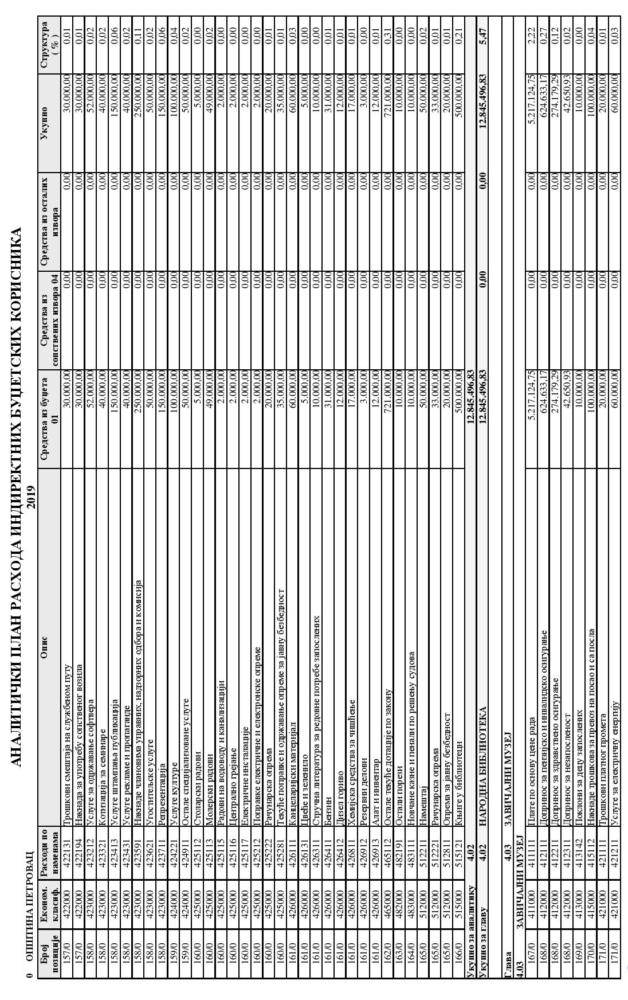 АНАЛИТИЧКИ ПЛАН РАСХОДА ИНДИРЕКТНИХ БУЏЕТСКИХ КОРИСНИКА
0 ОПШТИНА ПЕТРОВАЦ 2019
Број позиције Економ. класиф. Расходи по наменама Опис Средства из буџета 01 Средства из сопствених извора 04 Средства из осталих извора Укупно Структура ( % )
157/0 422000 422131 Трошкови смештаја на службеном путу 30.000,00 0,00 0,00 30.000,00 0,01
157/0 422000 422194 Накнада за употребу сопственог возила 30.000,00 0,00 0,00 30.000,00 0,01
158/0 423000 423212 Услуге за одржавање софтвера 52.000,00 0,00 0,00 52.000,00 0,02
158/0 423000 423321 Котизација за семинаре 40.000,00 0,00 0,00 40.000,00 0,02
158/0 423000 423413 Услуге штампања публикација 150.000,00 0,00 0,00 150.000,00 0,06
158/0 423000 423431 Услуге рекламе и пропаганде 40.000,00 0,00 0,00 40.000,00 0,02
158/0 423000 423591 Накнаде члановима управних, надзорних одбора и комисија 250.000,00 0,00 0,00 250.000,00 0,11
158/0 423000 423621 Угоститељске услуге 50.000,00 0,00 0,00 50.000,00 0,02
158/0 423000 423711 Репрезентација 150.000,00 0,00 0,00 150.000,00 0,06
159/0 424000 424221 Услуге културе 100.000,00 0,00 0,00 100.000,00 0,04
159/0 424000 424911 Остале специјализоване услуге 50.000,00 0,00 0,00 50.000,00 0,02
160/0 425000 425112 Столарски радови 5.000,00 0,00 0,00 5.000,00 0,00
160/0 425000 425113 Молерски радови 49.000,00 0,00 0,00 49.000,00 0,02
160/0 425000 425115 Радови на водоводу и канализацији 2.000,00 0,00 0,00 2.000,00 0,00
160/0 425000 425116 Централно грејање 2.000,00 0,00 0,00 2.000,00 0,00
160/0 425000 425117 Електричне инсталације 2.000,00 0,00 0,00 2.000,00 0,00
160/0 425000 425212 Поправке електричне и електронске опреме 2.000,00 0,00 0,00 2.000,00 0,00
160/0 425000 425222 Рачунарска опрема 20.000,00 0,00 0,00 20.000,00 0,01
160/0 425000 425281 Текуће поправке и одржавање опреме за јавну безбедност 35.000,00 0,00 0,00 35.000,00 0,01
161/0 426000 426111 Канцеларијски материјал 60.000,00 0,00 0,00 60.000,00 0,03
161/0 426000 426131 Цвеће и зеленило 5.000,00 0,00 0,00 5.000,00 0,00
161/0 426000 426311 Стручна литература за редовне потребе запослених 10.000,00 0,00 0,00 10.000,00 0,00
161/0 426000 426411 Бензин 31.000,00 0,00 0,00 31.000,00 0,01
161/0 426000 426412 Дизел гориво 12.000,00 0,00 0,00 12.000,00 0,01
161/0 426000 426811 Хемијска средства за чишћење 17.000,00 0,00 0,00 17.000,00 0,01
161/0 426000 426912 Резервни делови 3.000,00 0,00 0,00 3.000,00 0,00
161/0 426000 426913 Алат и инвентар 12.000,00 0,00 0,00 12.000,00 0,01
162/0 465000 465112 Остале текуће дотације по закону 721.000,00 0,00 0,00 721.000,00 0,31
163/0 482000 482191 Остали порези 10.000,00 0,00 0,00 10.000,00 0,00
164/0 483000 483111 Новчане казне и пенали по решењу судова 10.000,00 0,00 0,00 10.000,00 0,00
165/0 512000 512211 Намештај 50.000,00 0,00 0,00 50.000,00 0,02
165/0 512000 512221 Рачунарска опрема 33.000,00 0,00 0,00 33.000,00 0,01
165/0 512000 512811 Опрема за јавну безбедност 20.000,00 0,00 0,00 20.000,00 0,01
166/0 515000 515121 Књиге у библиотеци 500.000,00 0,00 0,00 500.000,00 0,21
Укупно за аналитику 4.02 12.845.496,83
Укупно за главу 4.02 НАРОДНА БИБЛИОТЕКА 12.845.496,83 0,00 0,00 12.845.496,83 5,47
Глава 4.03 ЗАВИЧАЈНИ МУЗЕЈ
4.03 ЗАВИЧАЈНИ МУЗЕЈ
167/0 411000 411111 Плате по основу цене рада 5.217.124,75 0,00 0,00 5.217.124,75 2,22
168/0 412000 412111 Допринос за пензијско и инвалидско осигурање 624.633,17 0,00 0,00 624.633,17 0,27
168/0 412000 412211 Допринос за здравствено осигурање 274.179,29 0,00 0,00 274.179,29 0,12
168/0 412000 412311 Допринос за незапосленост 42.650,93 0,00 0,00 42.650,93 0,02
169/0 413000 413142 Поклони за децу запослених 10.000,00 0,00 0,00 10.000,00 0,00
170/0 415000 415112 Накнаде трошкова за превоз на посао и са посла 100.000,00 0,00 0,00 100.000,00 0,04
171/0 421000 421111 Трошкови платног промета 20.000,00 0,00 0,00 20.000,00 0,01
171/0 421000 421211 Услуге за електричну енергију 60.000,00 0,00 0,00 60.000,00 0,03